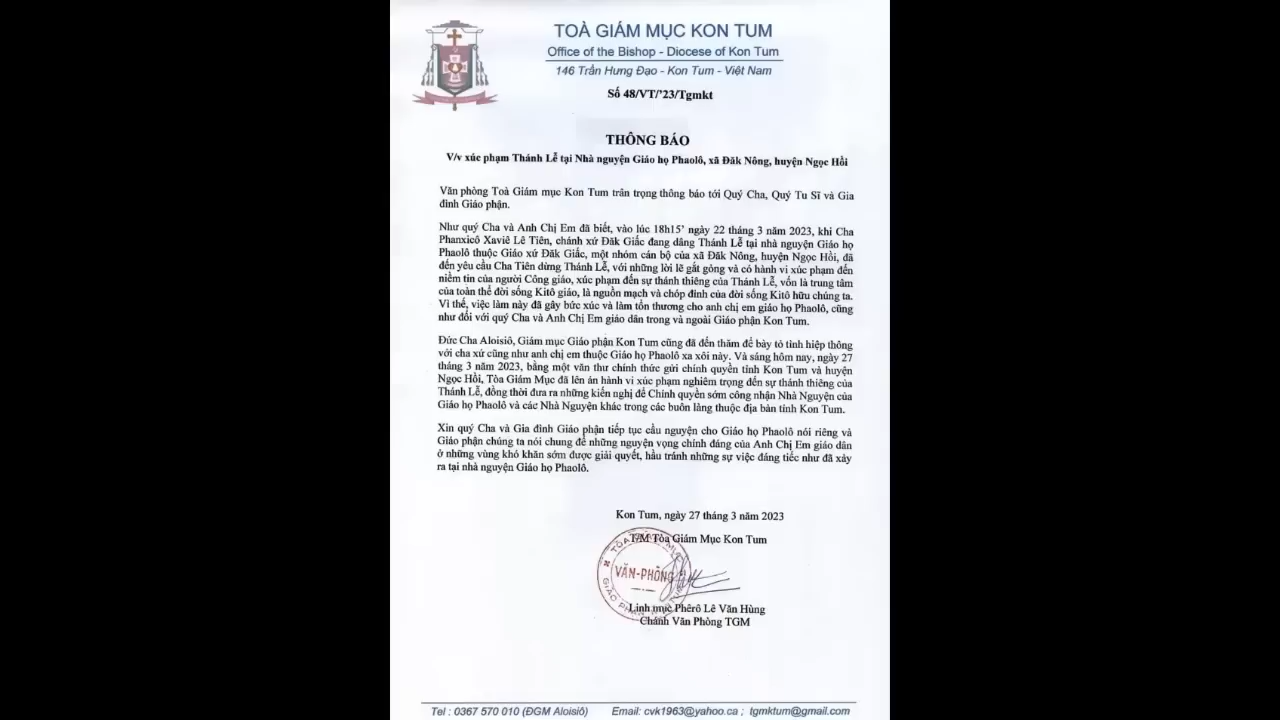 TOÀ GIÁM MỤC KON TUM
Office of the Bishop - Diocese of Kon Tum
146 Trần Hưng Đạo - Kon Tum - Việt Nam
Số 48/VT/'23/Tgmkt
THÔNG BÁO
V/v xúc phạm Thánh Lễ tại Nhà nguyện Giáo họ Phaolô, xã Đăk Nông, huyện Ngọc Hồi
Văn phòng Toà Giám mục Kon Tum trân trọng thông báo tới Quý Cha, Quý Tu Sĩ và Gia
đình Giáo phận.
Như quý Cha và Anh Chị Em đã biết, vào lúc 18h15’ ngày 22 tháng 3 năm 2023, khi Cha
Phanxicô Xaviê Lê Tiên, chánh xứ Đăk Giấc đang dâng Thánh Lễ tại nhà nguyện Giáo họ
Phaolô thuộc Giáo xứ Đăk Giấc, một nhóm cán bộ của xã Đăk Nông, huyện Ngọc Hồi, đã
đến yêu cầu Cha Tiên dừng Thánh Lễ, với những lời lẽ gắt gỏng và có hành vi xúc phạm đến
niềm tin của người Công giáo, xúc phạm đến sự thánh thiêng của Thánh Lễ, vốn là trung tâm
của toàn thể đời sống Kitô giáo, là nguồn mạch và chóp đỉnh của đời sống Kitô hữu chúng ta.
Vì thế, việc làm này đã gây bức xúc và làm tổn thương cho anh chị em giáo họ Phaolô, cũng
như đối với quý Cha và Anh Chị Em giáo dân trong và ngoài Giáo phận Kon Tum.
Đức Cha Aloisiô, Giám mục Giáo phận Kon Tum cũng đã đến thăm để bày tỏ tình hiệp thông
với cha xứ cũng như anh chị em thuộc Giáo họ Phaolô xa xôi này. Và sáng hôm nay, ngày 27
tháng 3 năm 2023, bằng một văn thư chính thức gửi chính quyền tỉnh Kon Tum và huyện
Ngọc Hồi, Tòa Giám Mục đã lên án hành vi xúc phạm nghiêm trọng đến sự thánh thiêng của
Thánh Lễ, đồng thời đưa ra những kiến nghị để Chính quyền sớm công nhận Nhà Nguyện của
Giáo họ Phaolô và các Nhà Nguyện khác trong các buôn làng thuộc địa bàn tỉnh Kon Tum.
Xin quý Cha và Gia đình Giáo phận tiếp tục cầu nguyện cho Giáo họ Phaolô nói riêng và
Giáo phận chúng ta nói chung để những nguyện vọng chính đáng của Anh Chị Em giáo dân
ở những vùng khó khăn sớm được giải quyết, hầu tránh những sự việc đáng tiếc như đã xảy
ra tại nhà nguyện Giáo họ Phaolô.
Kon Tum, ngày 27 tháng 3 năm 2023
T/M Tòa Giám Mục Kon Tum
VĂN-PHÒNG
Linh mục Phêrô Lê Văn Hùng
Chánh Văn Phòng TGM
Tel : 0367 570 010 (ĐGM Aloisiô) Email: cvk1963@yahoo.ca ; tgmktum@gmail.com